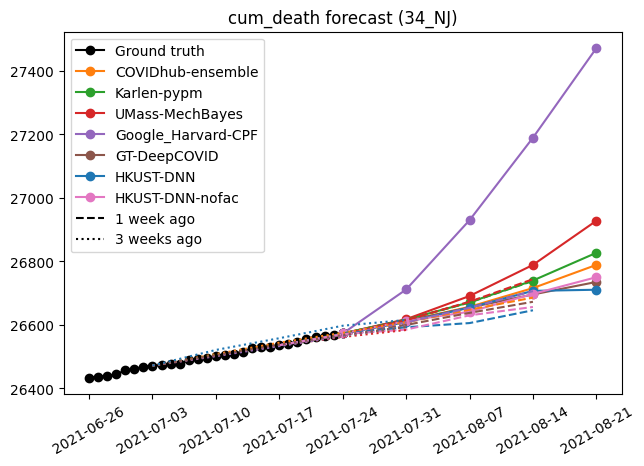 cum_death forecast (34_NJ)
27400
27200
27000
26800
26600
26400
Ground truth
COVIDhub-ensemble
Karlen-pypm
UMass-MechBayes
Google_Harvard-CPF
GT-DeepCOVID
HKUST-DNN
HKUST-DNN-nofac
1 week ago
3 weeks ago
2021-06-26
2021-07-03
2021-07-10
2021-07-17
2021-07-24
2021-07-31
2021-08-07
2021-08-14
2021-08-21